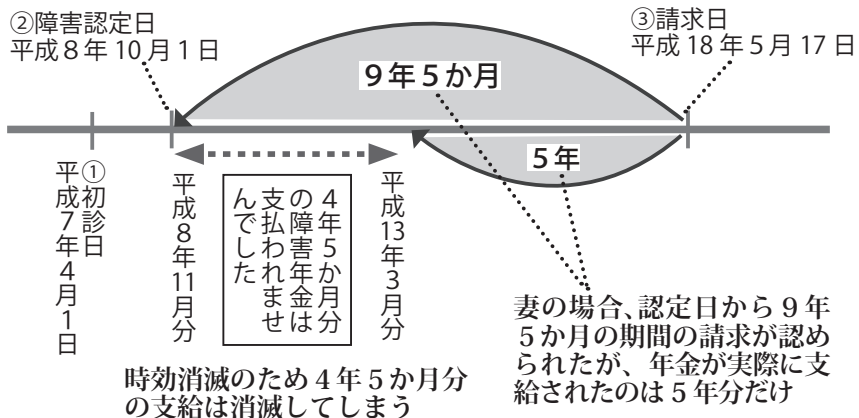 ②障害認定日
平成８年10月1日
③請求日
平成18年5月17日
９年５か月
５年
①初診日
平成７年４月１日
平成８年11月分
４年５か月分
の障害年金は
支払われませ
んでした
平成13年３月分
時効消滅のため４年５か月分
の支給は消滅してしまう
妻の場合、認定日から９年
５か月の期間の請求が認め
られたが、年金が実際に支
給されたのは５年分だけ